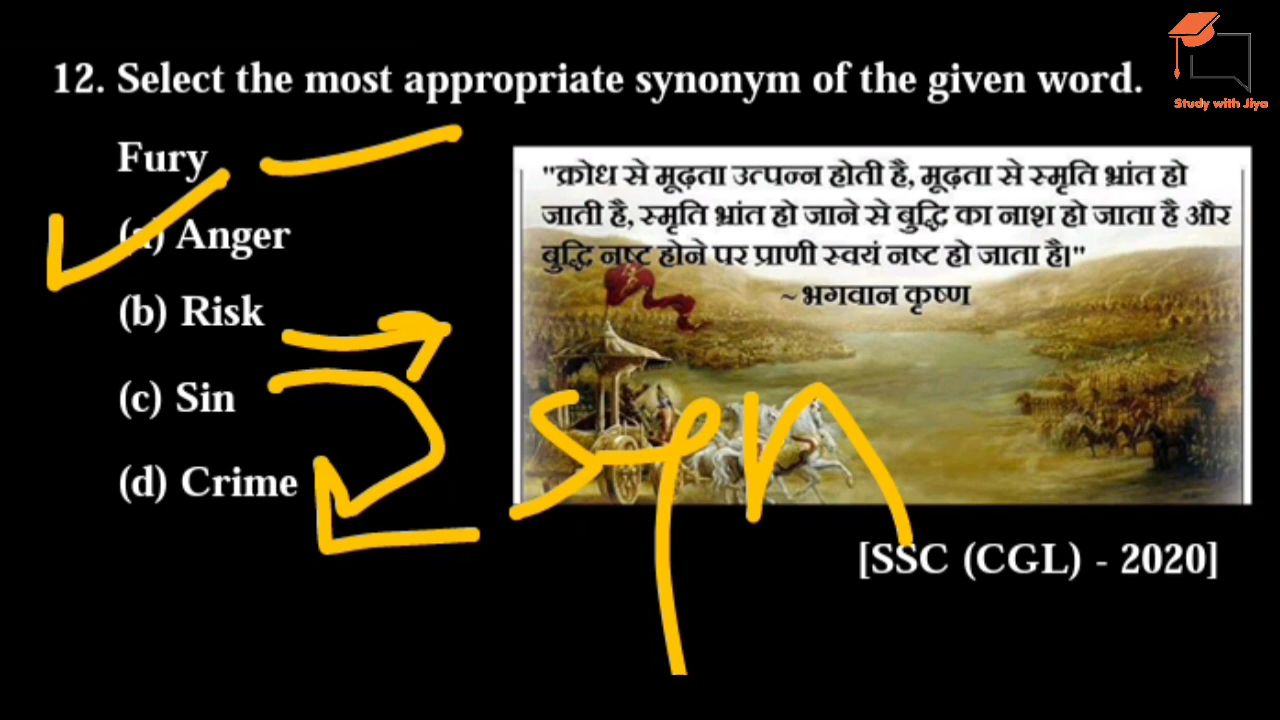 12. Select the most appropriate synonym of the given word.
Study with Jiya
Fury
(a) Anger
(b) Risk
(c) Sin
(d) Crime
"क्रोध से मूढ़ता उत्पन्न होती है, मूढ़ता से स्मृति भ्रांत हो
जाती है, स्मृति भ्रांत हो जाने से बुद्धि का नाश हो जाता है और
बुद्धि नष्ट होने पर प्राणी स्वयं नष्ट हो जाता है।"
~ भगवान कृष्ण
syn
[SSC (CGL) - 2020]